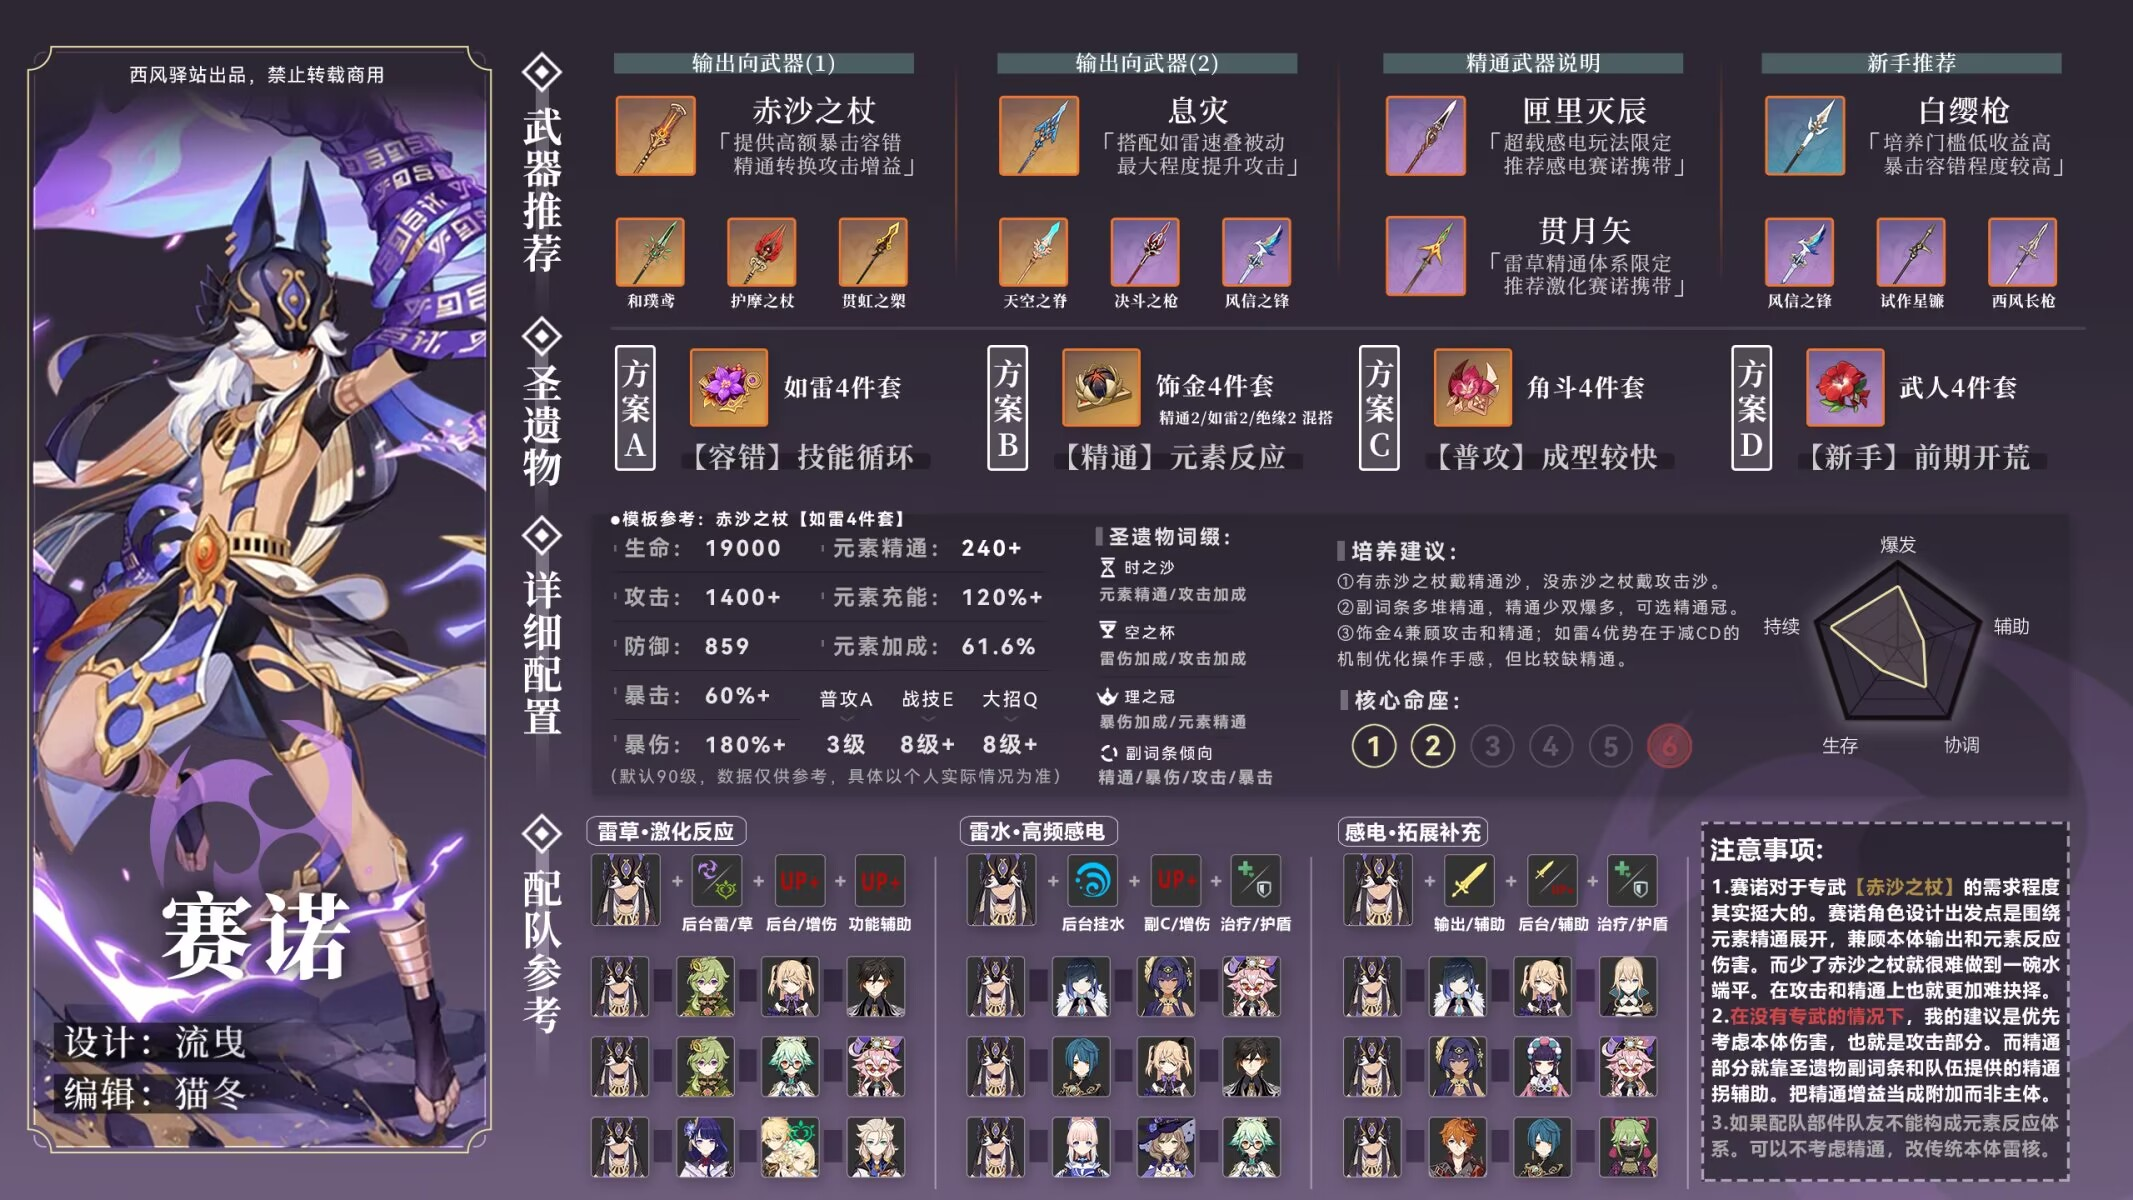 西风驿站出品，禁止转载商用
赛诺
设计：流曳
编辑：猫冬
武器推荐
输出向武器(1)
赤沙之杖
「提供高额暴击容错
精通转换攻击增益」
和璞鸢
护摩之杖
贯虹之槊
输出向武器(2)
息灾
「搭配如雷速叠被动
最大程度提升攻击」
天空之脊
决斗之枪
风信之锋
精通武器说明
匣里灭辰
「超载感电玩法限定
推荐感电赛诺携带」
贯月矢
「雷草精通体系限定
推荐激化赛诺携带」
新手推荐
白缨枪
「培养门槛低收益高
暴击容错程度较高」
风信之锋
试作星镰
西风长枪
圣遗物
方案A
如雷4件套
【容错】技能循环
方案B
饰金4件套
精通2/如雷2/绝缘2 混搭
【精通】元素反应
方案C
角斗4件套
【普攻】成型较快
方案D
武人4件套
【新手】前期开荒
详细配置
●模板参考：赤沙之杖【如雷4件套】
生命： 19000
元素精通： 240+
攻击： 1400+
元素充能： 120%+
防御： 859
元素加成： 61.6%
暴击： 60%+
普攻A 战技E 大招Q
暴伤： 180%+
3级 8级+ 8级+
(默认90级，数据仅供参考，具体以个人实际情况为准)
圣遗物词缀：
时之沙
元素精通/攻击加成
空之杯
雷伤加成/攻击加成
理之冠
暴伤加成/元素精通
副词条倾向
精通/暴伤/攻击/暴击
培养建议：
①有赤沙之杖戴精通沙，没赤沙之杖戴攻击沙。
②副词条多堆精通，精通少双爆多，可选精通冠。
③饰金4兼顾攻击和精通；如雷4优势在于减CD的
机制优化操作手感，但比较缺精通。
核心命座：
1 2 3 4 5 6
爆发
辅助
协调
生存
持续
配队参考
雷草·激化反应
+ + UP+ + UP+
后台雷/草 后台/增伤 功能辅助
雷水·高频感电
+ + UP+ +
后台挂水 副C/增伤 治疗/护盾
感电·拓展补充
+ + UP+ +
输出/辅助 后台/辅助 治疗/护盾
注意事项：
1.赛诺对于专武【赤沙之杖】的需求程度
其实挺大的。赛诺角色设计出发点是围绕
元素精通展开，兼顾本体输出和元素反应
伤害。而少了赤沙之杖就很难做到一碗水
端平。在攻击和精通上也就更加难抉择。
2.在没有专武的情况下，我的建议是优先
考虑本体伤害，也就是攻击部分。而精通
部分就靠圣遗物副词条和队伍提供的精通
拐辅助。把精通增益当成附加而非主体。
3.如果配队部件队友不能构成元素反应体
系。可以不考虑精通，改传统本体雷核。